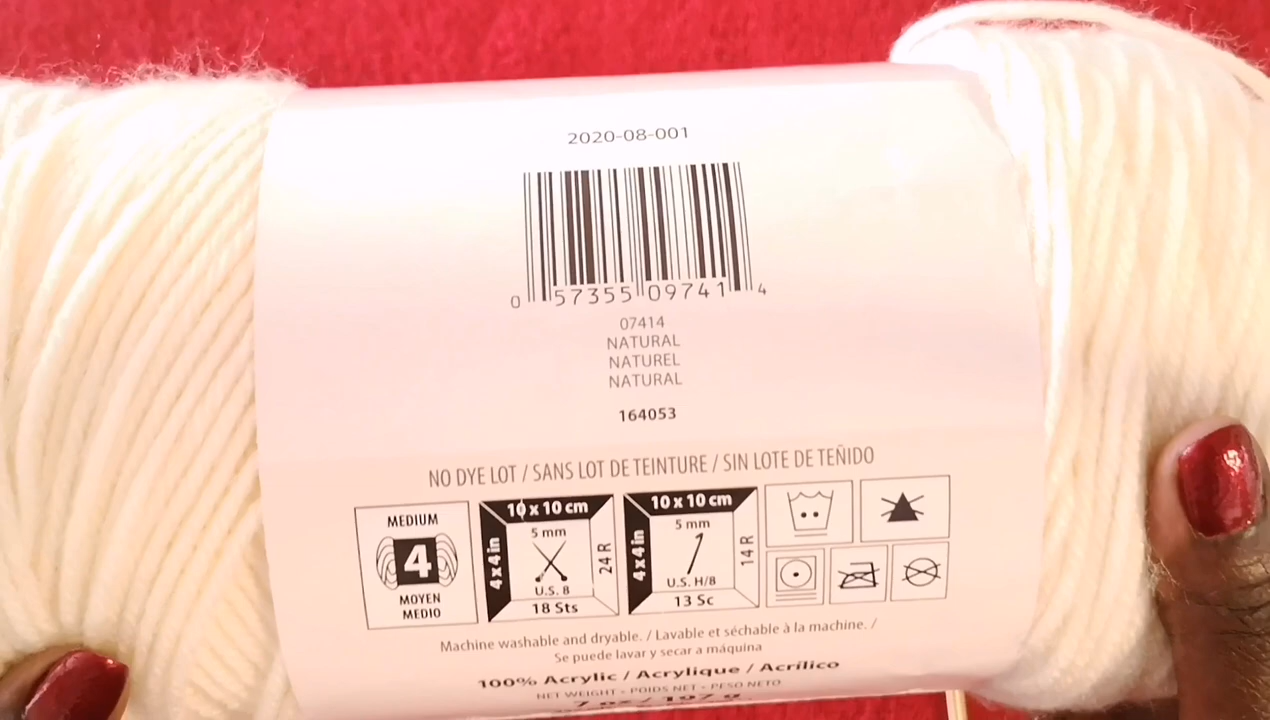 2020-08-001
0 57355 09741 4
07414
NATURAL
NATUREL
NATURAL
164053
NO DYE LOT / SANS LOT DE TEINTURE / SIN LOTE DE TEÑIDO
MEDIUM
4
MOYEN
MEDIO
10 x 10 cm
4 x 4 in
5 mm
24 R
U.S. 8
18 Sts
10 x 10 cm
4 x 4 in
5 mm
14 R
U.S. H/8
13 Sc
Machine washable and dryable. / Lavable et séchable à la machine. /
Se puede lavar y secar a máquina
100% Acrylic / Acrylique / Acrílico
NET WEIGHT - POIDS NET - PESO NETO
7 oz / 197 g